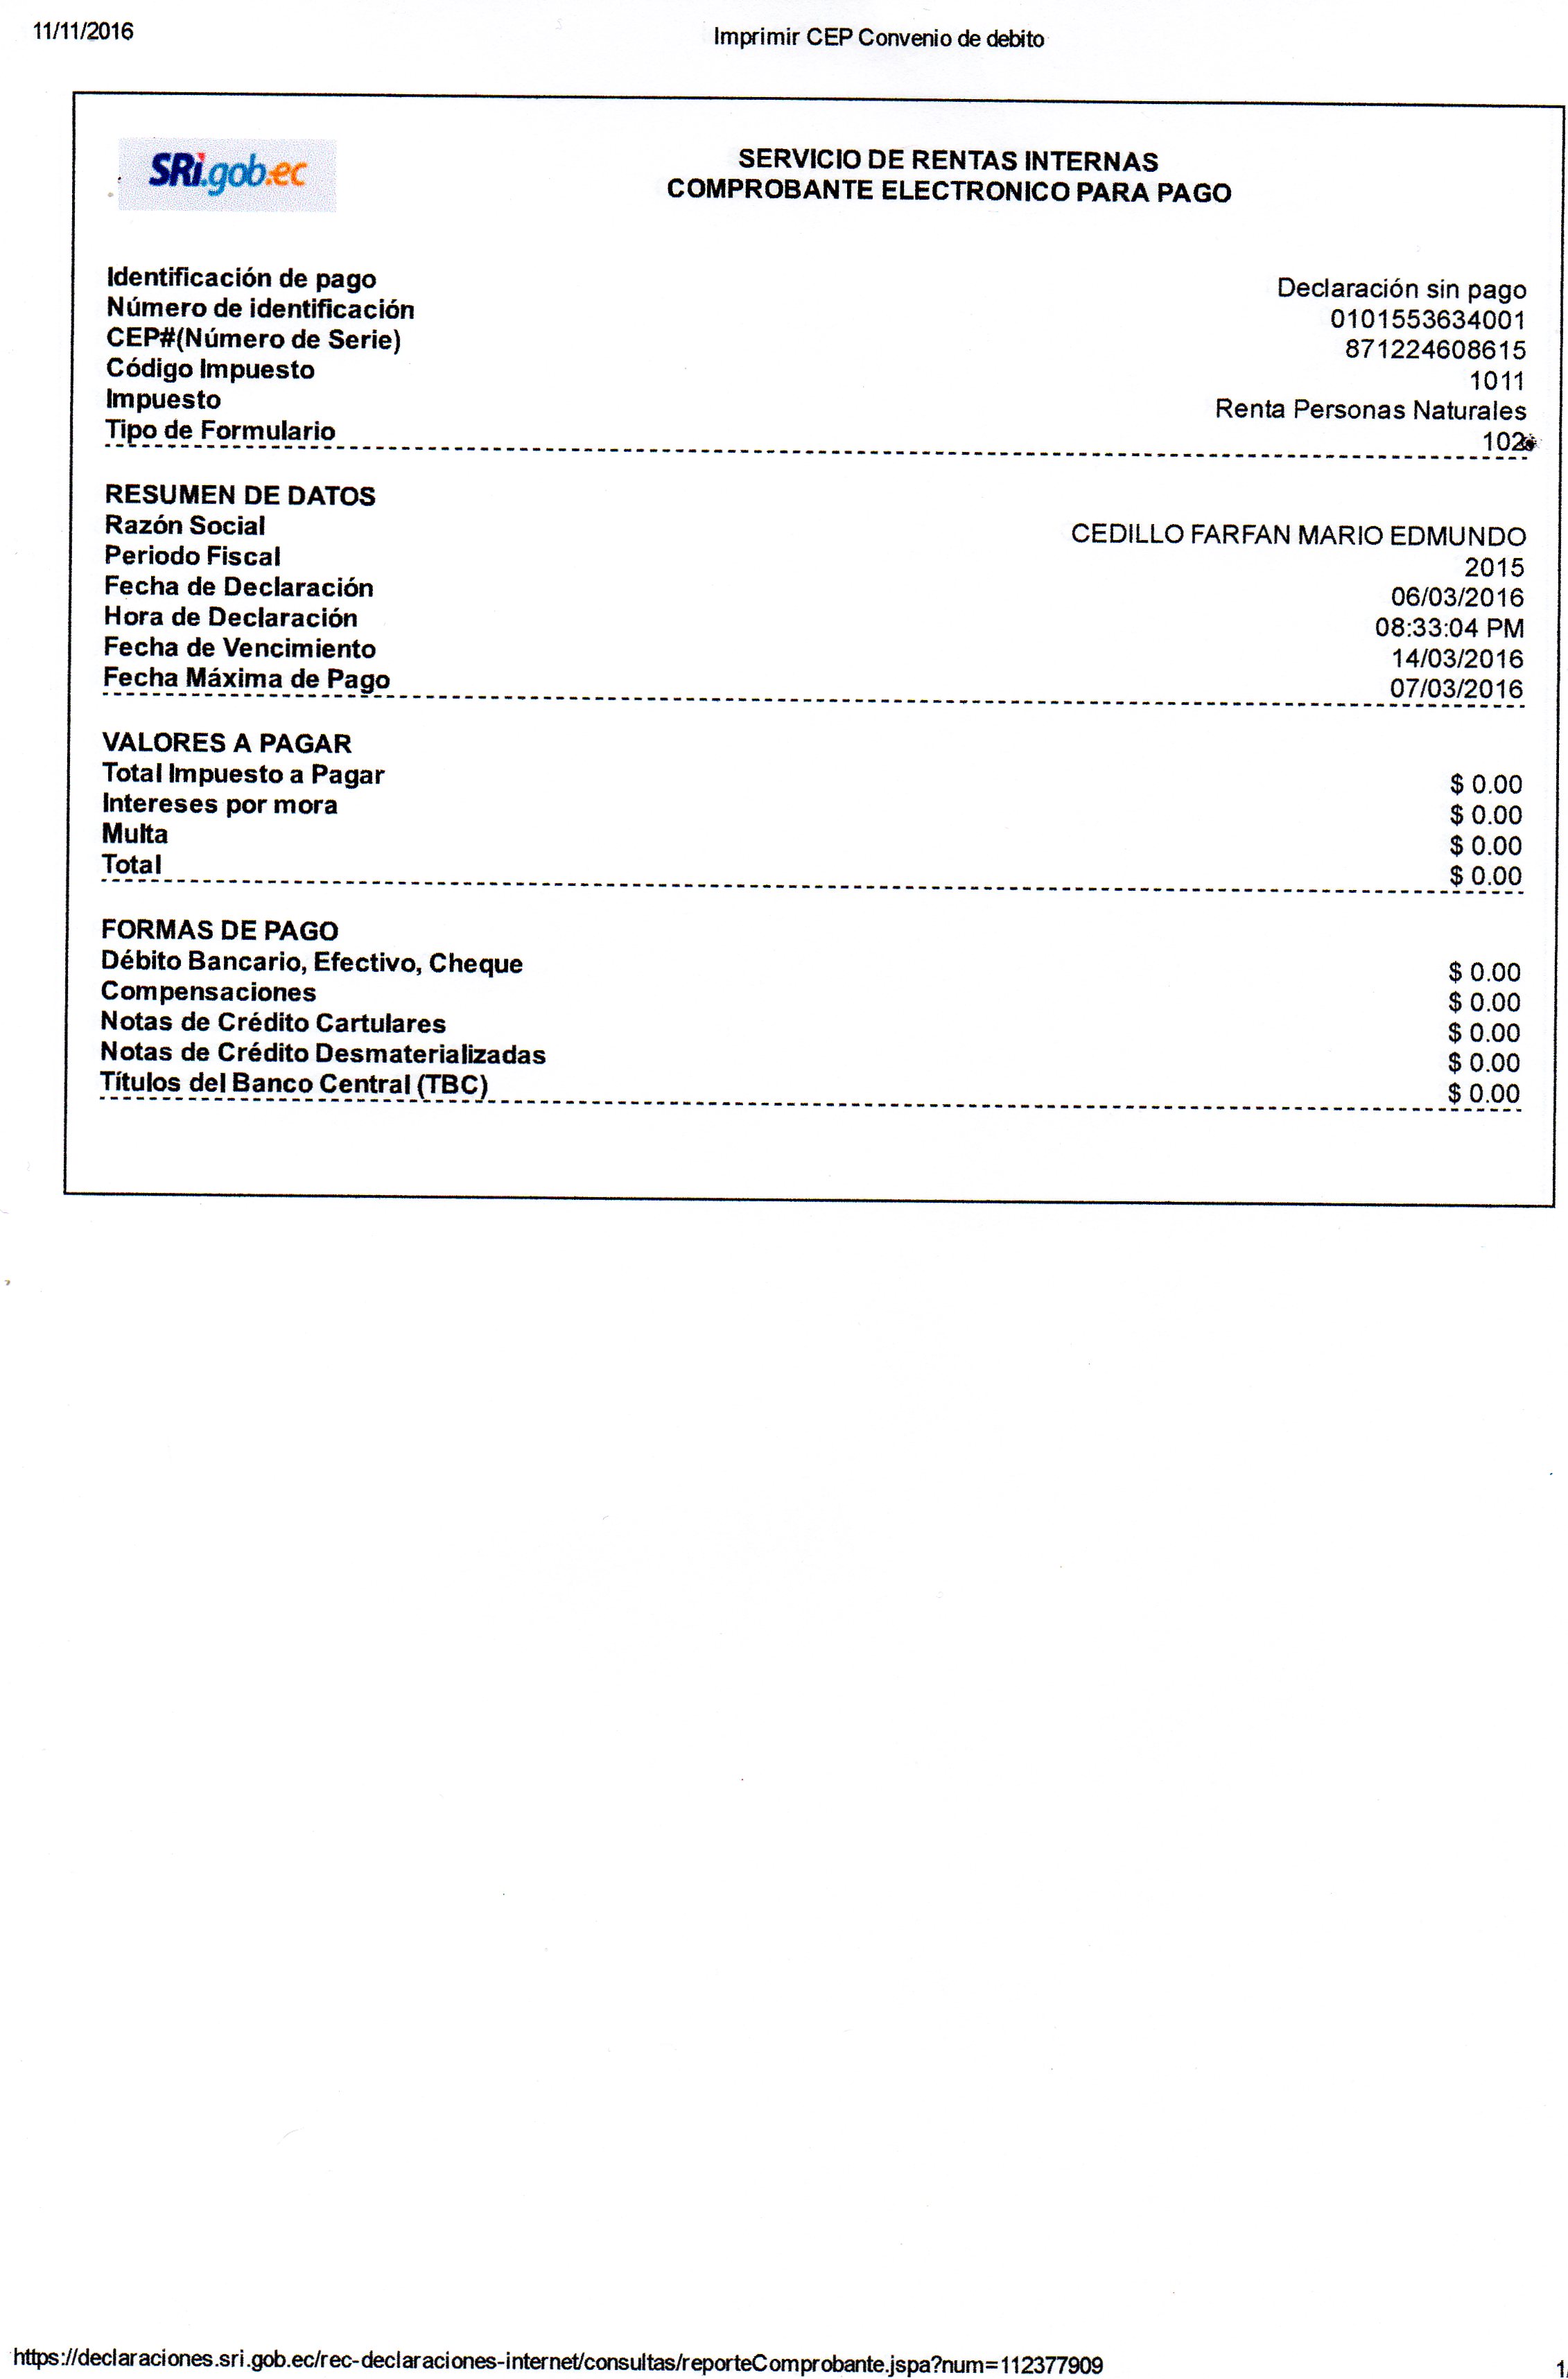 11/11/2016 Imprimir CEP Convenio de debito
SRi.gob.ec
SERVICIO DE RENTAS INTERNAS
COMPROBANTE ELECTRONICO PARA PAGO
Identificación de pago Declaración sin pago
Número de identificación 0101553634001
CEP#(Número de Serie) 871224608615
Código Impuesto 1011
Impuesto Renta Personas Naturales
Tipo de Formulario 102
RESUMEN DE DATOS
Razón Social CEDILLO FARFAN MARIO EDMUNDO
Periodo Fiscal 2015
Fecha de Declaración 06/03/2016
Hora de Declaración 08:33:04 PM
Fecha de Vencimiento 14/03/2016
Fecha Máxima de Pago 07/03/2016
VALORES A PAGAR
Total Impuesto a Pagar $ 0.00
Intereses por mora $ 0.00
Multa $ 0.00
Total $ 0.00
FORMAS DE PAGO
Débito Bancario, Efectivo, Cheque $ 0.00
Compensaciones $ 0.00
Notas de Crédito Cartulares $ 0.00
Notas de Crédito Desmaterializadas $ 0.00
Títulos del Banco Central (TBC) $ 0.00
https://declaraciones.sri.gob.ec/rec-declaraciones-internet/consultas/reporteComprobante.jspa?num=112377909 1